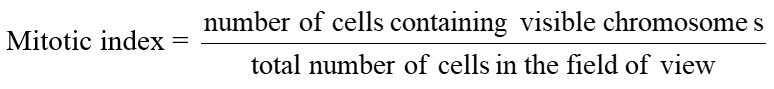 Mitotic index = number of cells containing visible chromosome s
total number of cells in the field of view